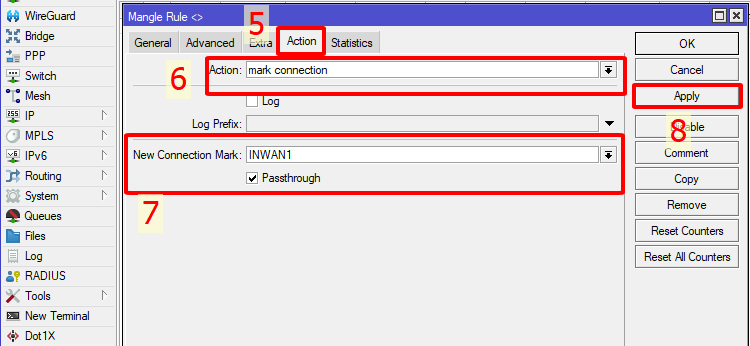 WireGuard
Bridge
PPP
Switch
Mesh
IP
MPLS
IPv6
Routing
System
Queues
Files
Log
RADIUS
Tools
New Terminal
Dot1X
Mangle Rule <>
5
General Advanced Extra Action Statistics
6
Action: mark connection
Log
Log Prefix:
New Connection Mark: INWAN1
Passthrough
7
OK
Cancel
Apply
8
Comment
Copy
Remove
Reset Counters
Reset All Counters